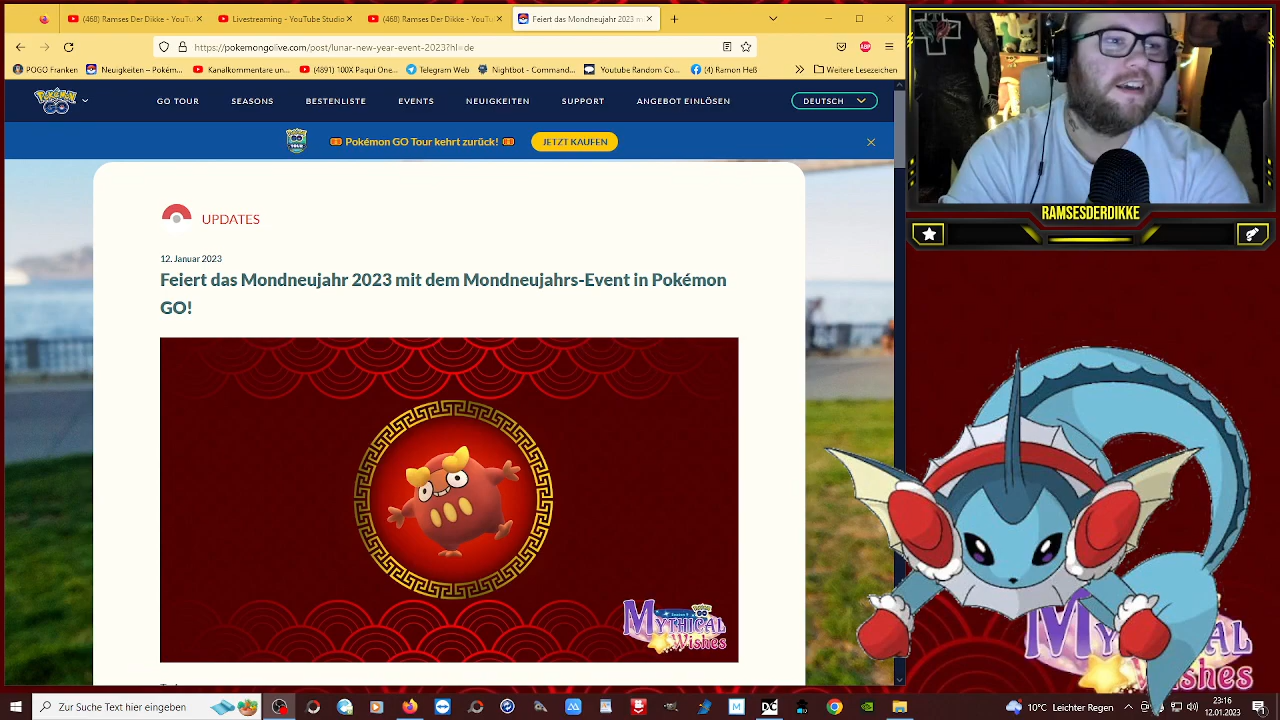 (468) Ramses Der Dikke - YouTu
Livestreaming - YouTube Studio
(468) Ramses Der Dikke - YouTu
Feiert das Mondneujahr 2023 m
https://pokemongolive.com/post/lunar-new-year-event-2023?hl=de
POGO Franken
Neuigkeiten – Pokém...
Kanalkommentare un...
(4891) 100X Paqui One...
Telegram Web
Nightbot - Command...
Youtube Random Co...
(4) Ramon Heß
Weitere Lesezeichen
Pokémon GO
GO TOUR
SEASONS
BESTENLISTE
EVENTS
NEUIGKEITEN
SUPPORT
ANGEBOT EINLÖSEN
DEUTSCH
TOUR
Pokémon GO Tour kehrt zurück!
JETZT KAUFEN
UPDATES
12. Januar 2023
Feiert das Mondneujahr 2023 mit dem Mondneujahrs-Event in Pokémon
GO!
MYTHICAL
Wishes
RAMSESDERDIKKE
MYTHICAL
Wishes
Zur Suche Text hier eingeben
10°C Leichter Regen
23:16
12.01.2023